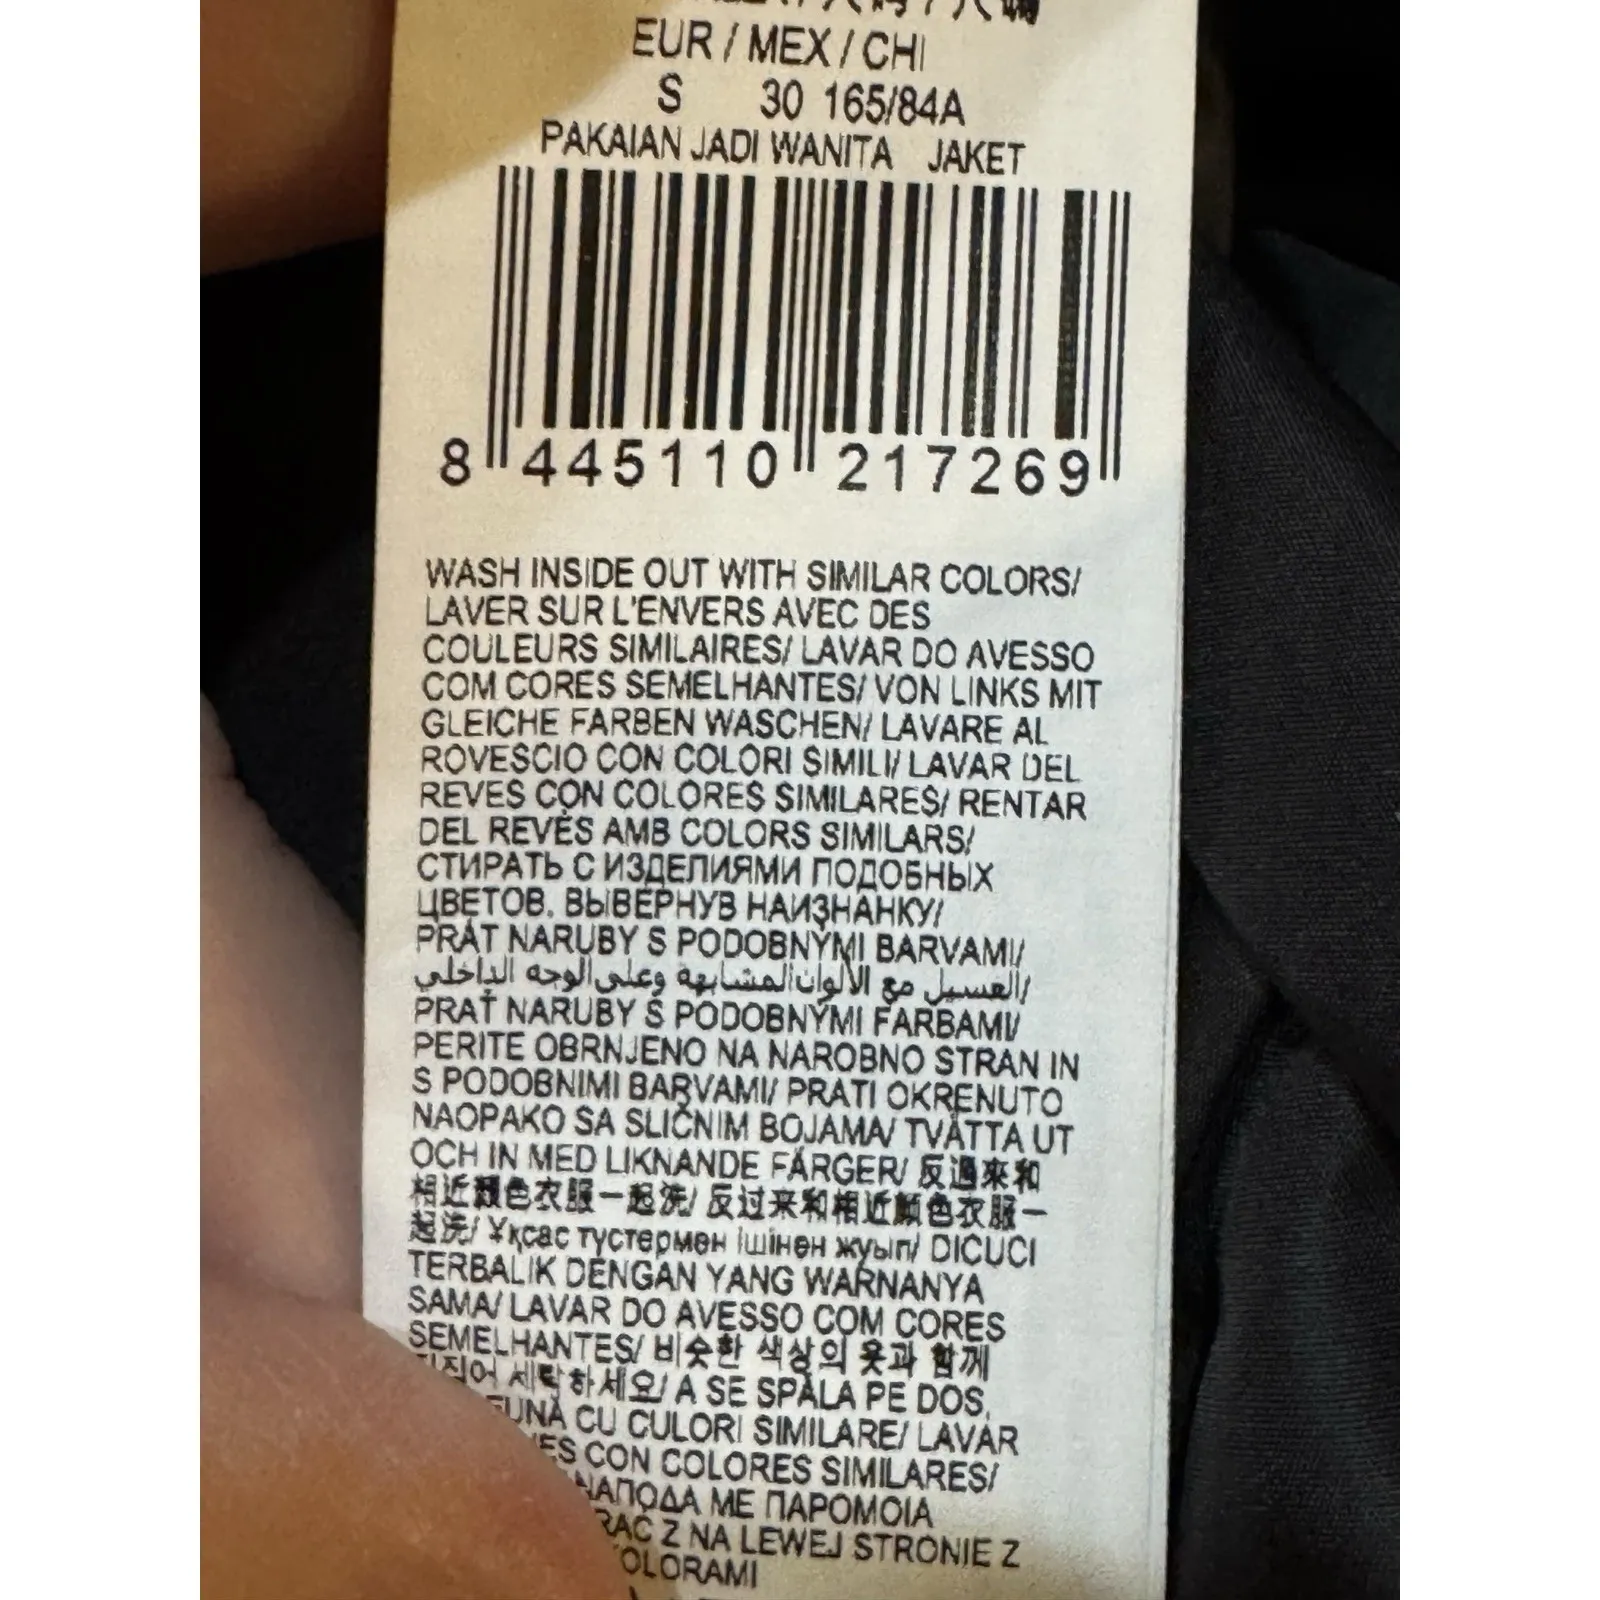 EUR / MEX / CHI
S 30 165/84A
PAKAIAN JADI WANITA JAKET
8 445110 217269
WASH INSIDE OUT WITH SIMILAR COLORS/
LAVER SUR L'ENVERS AVEC DES
COULEURS SIMILAIRES/ LAVAR DO AVESSO
COM CORES SEMELHANTES/ VON LINKS MIT
GLEICHE FARBEN WASCHEN/ LAVARE AL
ROVESCIO CON COLORI SIMILI/ LAVAR DEL
REVES CON COLORES SIMILARES/ RENTAR
DEL REVÈS AMB COLORS SIMILARS/
СТИРАТЬ С ИЗДЕЛИЯМИ ПОДОБНЫХ
ЦВЕТОВ, ВЫВЕРНУВ НАИЗНАНКУ/
PRÁT NARUBY S PODOBNÝMI BARVAMI/
الغسيل مع الألوان المشابهة وعلى الوجه الداخلي/
PRAŤ NARUBY S PODOBNÝMI FARBAMI/
PERITE OBRNJENO NA NAROBNO STRAN IN
S PODOBNIMI BARVAMI/ PRATI OKRENUTO
NAOPAKO SA SLIČNIM BOJAMA/ TVÄTTA UT
OCH IN MED LIKNANDE FÄRGER/ 反過來和
相近顏色衣服一起洗/ 反过来和相近颜色衣服一
起洗/ Ұқсас түстермен ішінен жуып/ DICUCI
TERBALIK DENGAN YANG WARNANYA
SAMA/ LAVAR DO AVESSO COM CORES
SEMELHANTES/ 비슷한 색상의 옷과 함께
세탁하세요/ A SE SPĂLA PE DOS,
CU CULORI SIMILARE/ LAVAR
CON COLORES SIMILARES/
ΜΕ ΠΑΡΟΜΟΙΑ
Z NA LEWEJ STRONIE Z